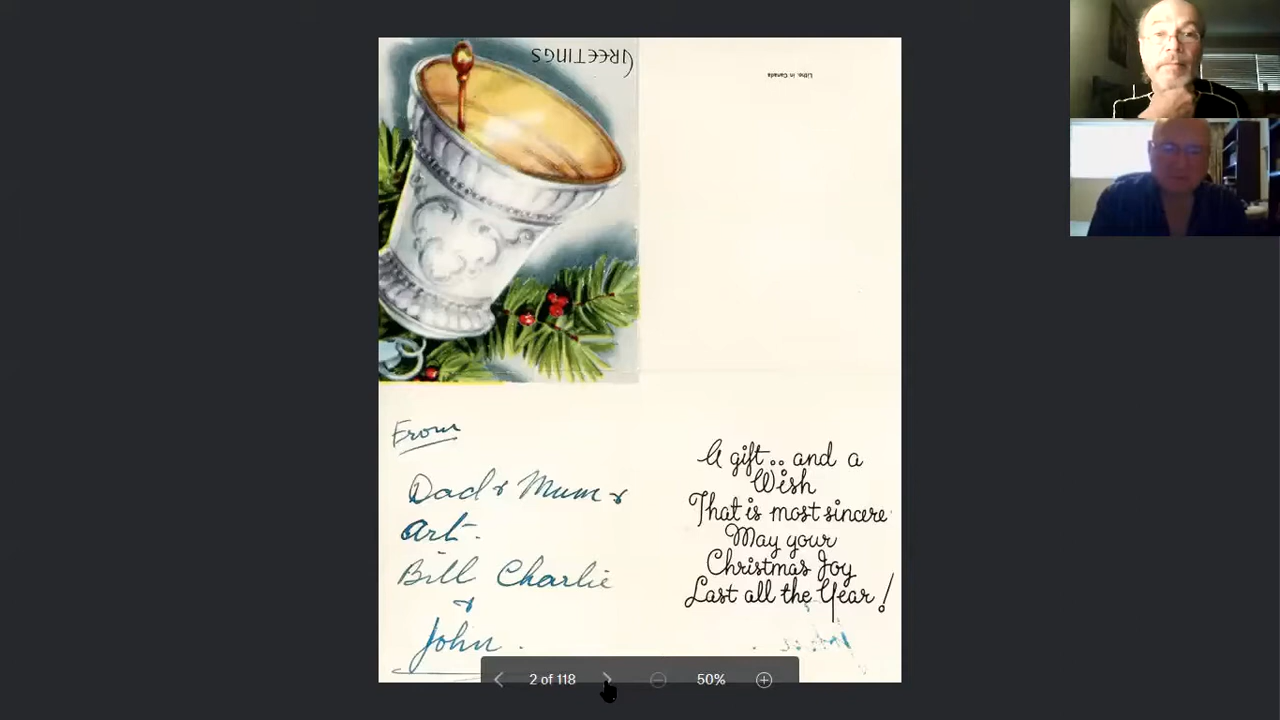 GREETINGS
Litho. in Canada
From
Dad & Mum &
Art.
Bill Charlie
&
John.
A gift.. and a
Wish
That is most sincere
May your
Christmas Joy
Last all the Year!
2 of 118
50%